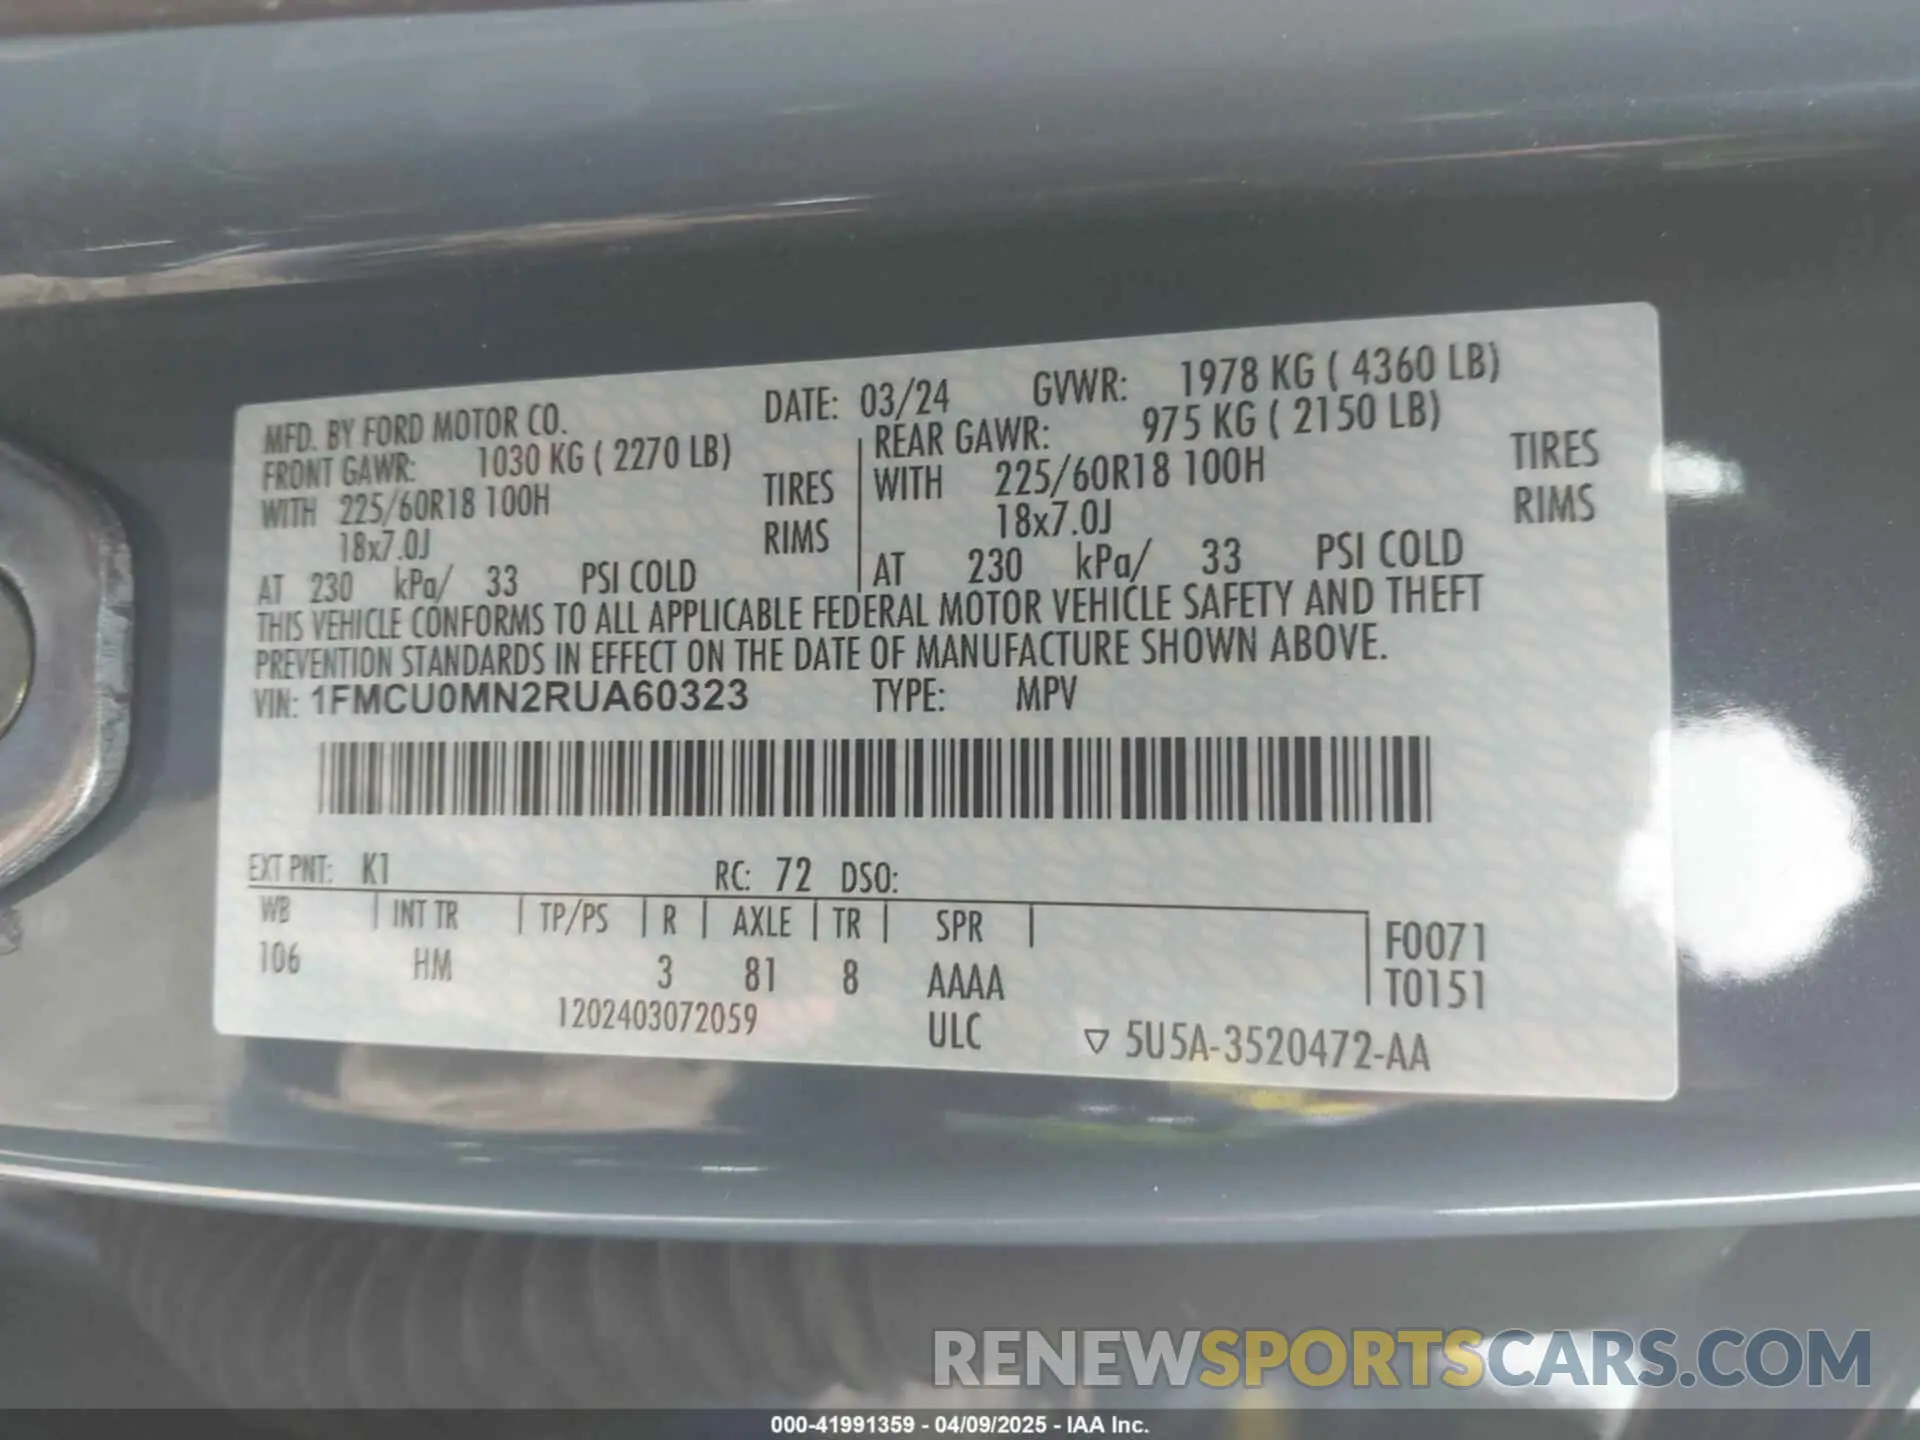 MFD. BY FORD MOTOR CO. DATE: 03/24 GVWR: 1978 KG ( 4360 LB)
FRONT GAWR: 1030 KG ( 2270 LB) REAR GAWR: 975 KG ( 2150 LB)
WITH 225/60R18 100H TIRES WITH 225/60R18 100H TIRES
18x7.0J RIMS 18x7.0J RIMS
AT 230 kPa/ 33 PSI COLD AT 230 kPa/ 33 PSI COLD
THIS VEHICLE CONFORMS TO ALL APPLICABLE FEDERAL MOTOR VEHICLE SAFETY AND THEFT
PREVENTION STANDARDS IN EFFECT ON THE DATE OF MANUFACTURE SHOWN ABOVE.
VIN: 1FMCU0MN2RUA60323 TYPE: MPV
EXT PNT: K1 RC: 72 DSO:
WB INT TR TP/PS R AXLE TR SPR F0071
106 HM 3 81 8 AAAA T0151
1202403072059 ULC ▽ 5U5A-3520472-AA
RENEWSPORTSCARS.COM
000-41991359 - 04/09/2025 - IAA Inc.